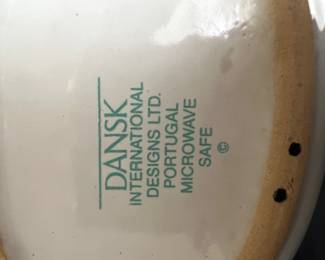 DANSK
INTERNATIONAL
DESIGNS LTD.
PORTUGAL
MICROWAVE
SAFE
©